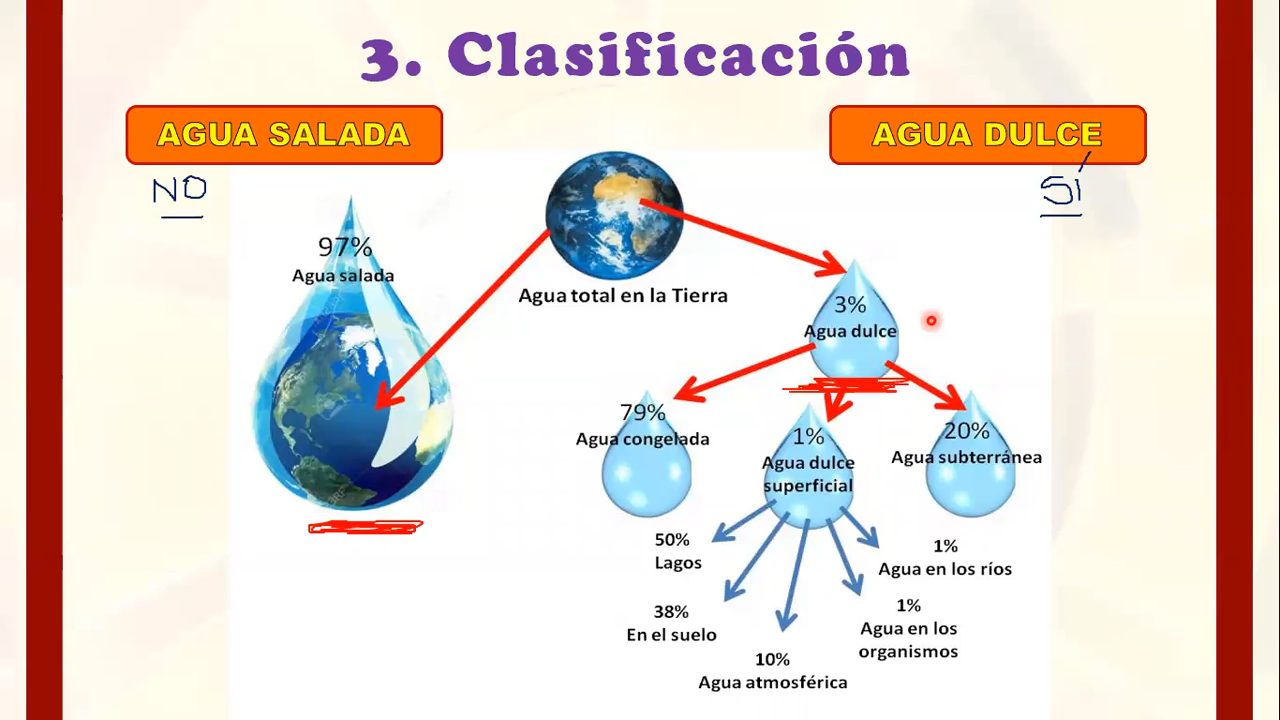 3. Clasificación
AGUA SALADA
AGUA DULCE
NO
SÍ
97%
Agua salada
Agua total en la Tierra
3%
Agua dulce
79%
Agua congelada
1%
Agua dulce
superficial
20%
Agua subterránea
50%
Lagos
38%
En el suelo
10%
Agua atmosférica
1%
Agua en los
organismos
1%
Agua en los ríos